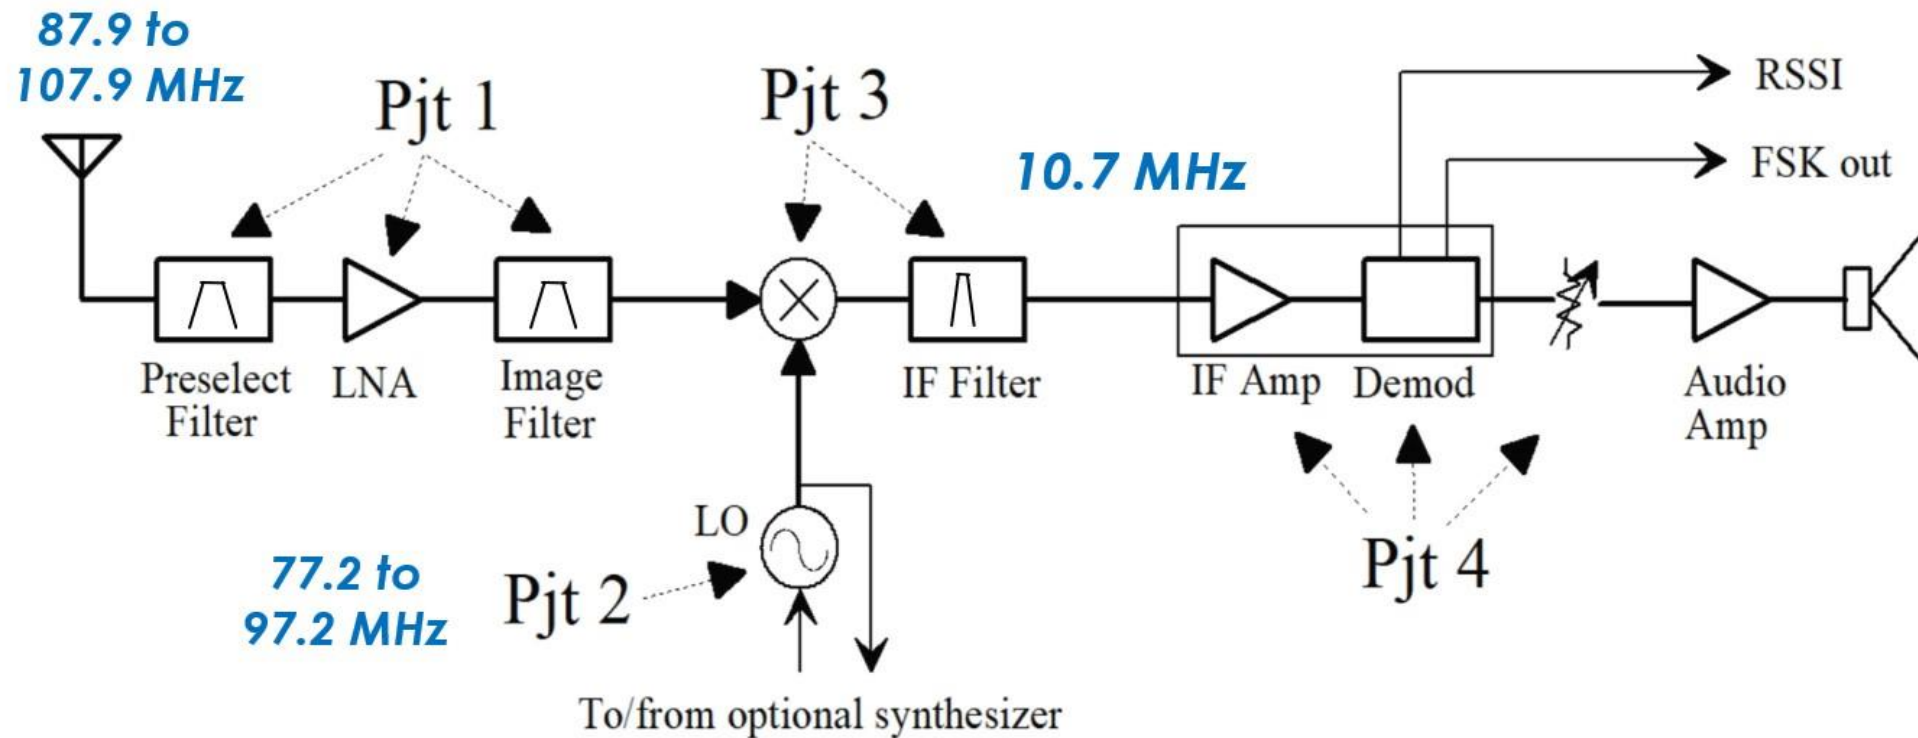 87.9 to
107.9 MHz
Pjt 1
Pjt 3
10.7 MHz
RSSI
FSK out
Preselect
Filter
LNA
Image
Filter
IF Filter
IF Amp
Demod
Audio
Amp
LO
77.2 to
97.2 MHz
Pjt 2
Pjt 4
To/from optional synthesizer